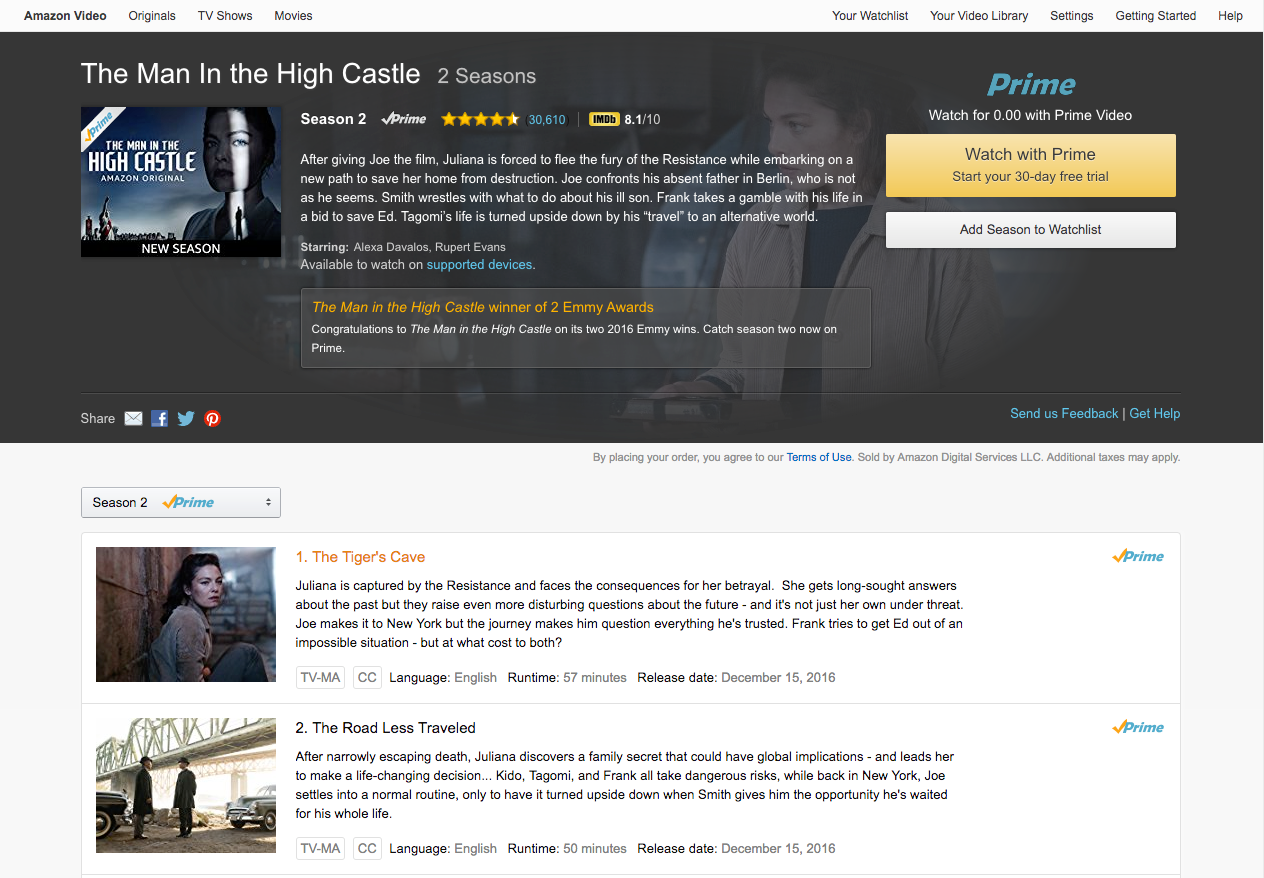 Amazon Video Originals TV Shows Movies Your Watchlist Your Video Library Settings Getting Started Help
The Man In the High Castle 2 Seasons
Prime
THE MAN IN THE
HIGH CASTLE
AMAZON ORIGINAL
NEW SEASON
Season 2 Prime 30,610 IMDb 8.1/10
After giving Joe the film, Juliana is forced to flee the fury of the Resistance while embarking on a
new path to save her home from destruction. Joe confronts his absent father in Berlin, who is not
as he seems. Smith wrestles with what to do about his ill son. Frank takes a gamble with his life in
a bid to save Ed. Tagomi's life is turned upside down by his “travel” to an alternative world.
Starring: Alexa Davalos, Rupert Evans
Available to watch on supported devices.
The Man in the High Castle winner of 2 Emmy Awards
Congratulations to The Man in the High Castle on its two 2016 Emmy wins. Catch season two now on
Prime.
Prime
Watch for 0.00 with Prime Video
Watch with Prime
Start your 30-day free trial
Add Season to Watchlist
Share
Send us Feedback | Get Help
By placing your order, you agree to our Terms of Use. Sold by Amazon Digital Services LLC. Additional taxes may apply.
Season 2 Prime
1. The Tiger's Cave Prime
Juliana is captured by the Resistance and faces the consequences for her betrayal. She gets long-sought answers
about the past but they raise even more disturbing questions about the future - and it's not just her own under threat.
Joe makes it to New York but the journey makes him question everything he's trusted. Frank tries to get Ed out of an
impossible situation - but at what cost to both?
TV-MA CC Language: English Runtime: 57 minutes Release date: December 15, 2016
2. The Road Less Traveled Prime
After narrowly escaping death, Juliana discovers a family secret that could have global implications - and leads her
to make a life-changing decision... Kido, Tagomi, and Frank all take dangerous risks, while back in New York, Joe
settles into a normal routine, only to have it turned upside down when Smith gives him the opportunity he's waited
for his whole life.
TV-MA CC Language: English Runtime: 50 minutes Release date: December 15, 2016